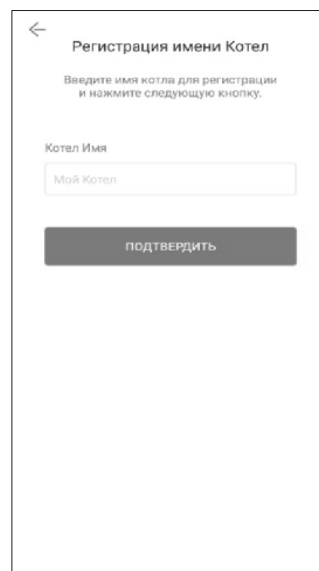 Регистрация имени Котел
Введите имя котла для регистрации
и нажмите следующую кнопку.
Котел Имя
Мой Котел
ПОДТВЕРДИТЬ